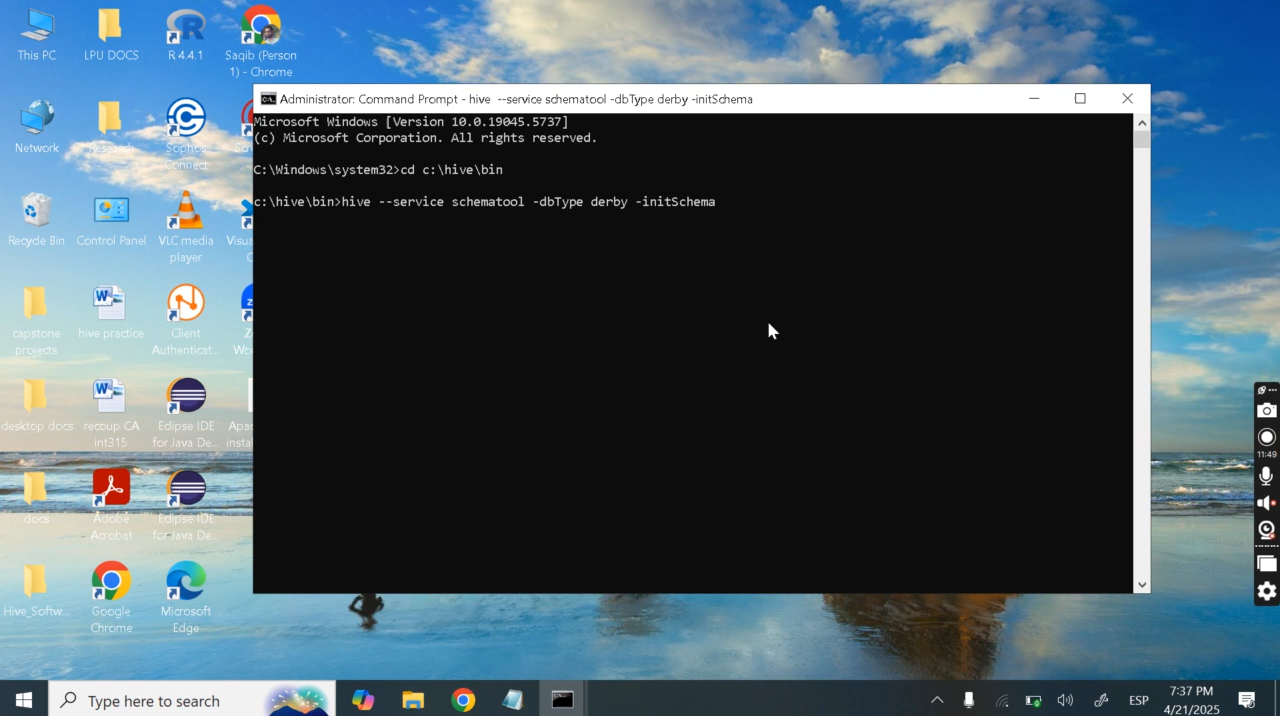 This PC
LPU DOCS
R 4.4.1
Saqib (Person
1) - Chrome
Administrator: Command Prompt - hive  --service schematool -dbType derby -initSchema
Microsoft Windows [Version 10.0.19045.5737]
(c) Microsoft Corporation. All rights reserved.
C:\Windows\system32>cd c:\hive\bin
c:\hive\bin>hive --service schematool -dbType derby -initSchema
Network
Research
Sophos
Connect
Recycle Bin
Control Panel
VLC media
player
capstone
projects
hive practice
Client
Authenticat...
desktop docs
recoup CA
int315
Eclipse IDE
for Java De...
docs
Adobe
Acrobat
Eclipse IDE
for Java De...
Hive_Softw...
Google
Chrome
Microsoft
Edge
11:49
Type here to search
ESP
7:37 PM
4/21/2025